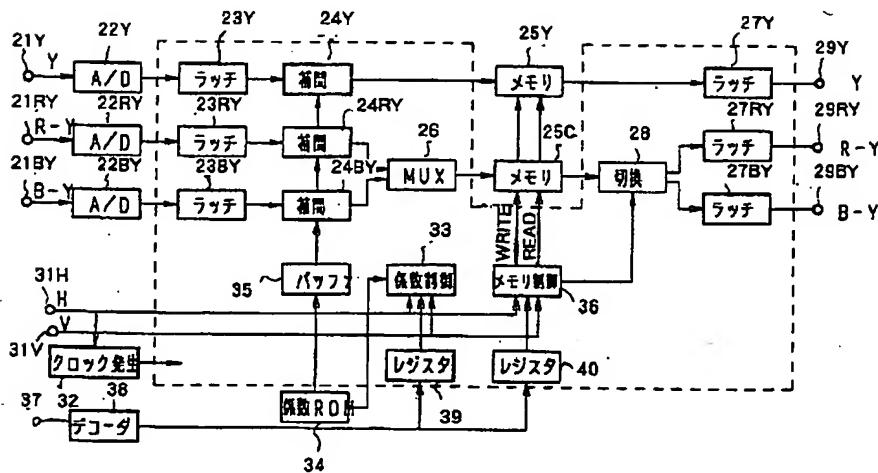 21Y Y 22Y A/D 23Y ラッチ 24Y 補間 25Y メモリ 27Y ラッチ 29Y Y
21RY R-Y 22RY A/D 23RY ラッチ 補間 24RY 27RY ラッチ 29RY R-Y
26 MUX 25C メモリ 28 切換
21BY B-Y 22BY A/D 23BY ラッチ 補間 24BY 27BY ラッチ 29BY B-Y
WRITE READ
35 バッファ 33 係数制御 メモリ制御 36
31H H
31V V
クロック発生 32
レジスタ 39 レジスタ 40
係数ROM 34
37 38 デコーダ